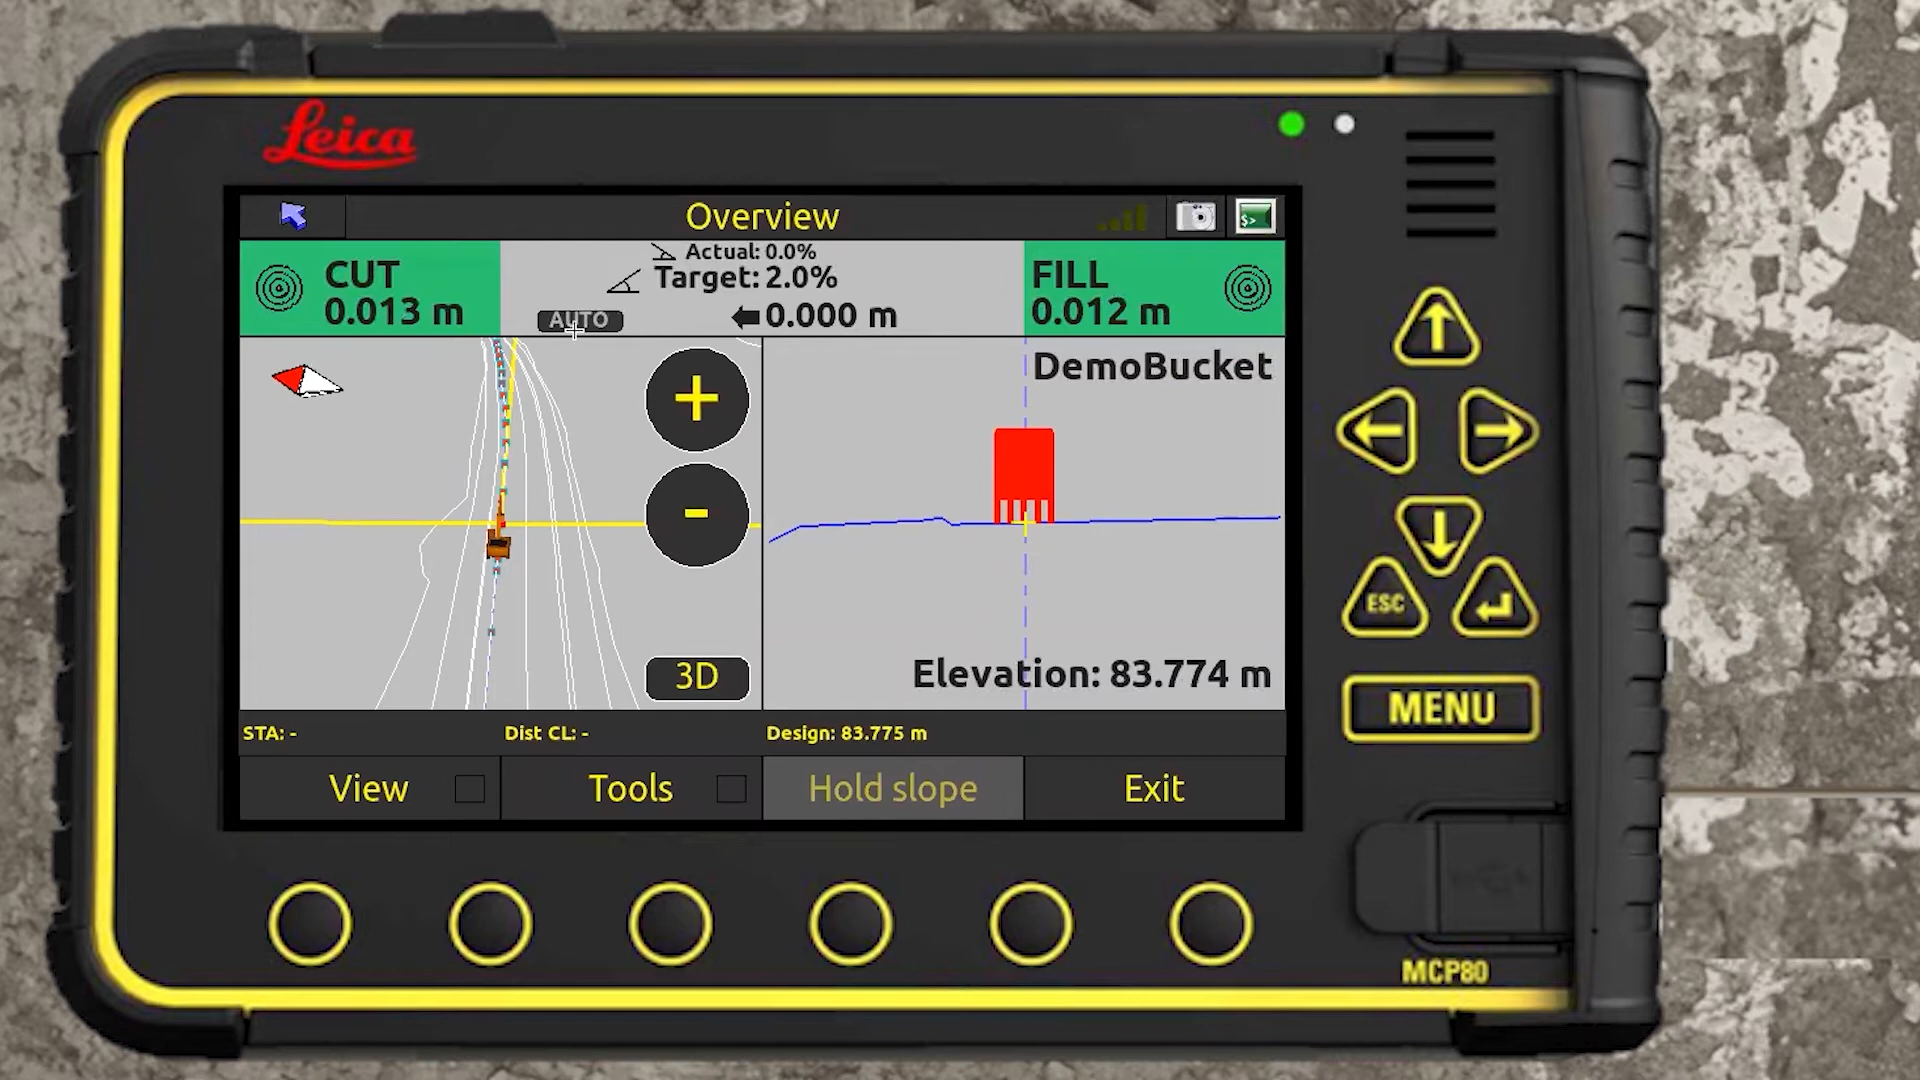 Leica
Overview
$>
CUT
0.013 m
Actual: 0.0%
Target: 2.0%
AUTO
0.000 m
FILL
0.012 m
+
-
3D
DemoBucket
Elevation: 83.774 m
STA: -
Dist CL: -
Design: 83.775 m
View
Tools
Hold slope
Exit
ESC
MENU
MCP80